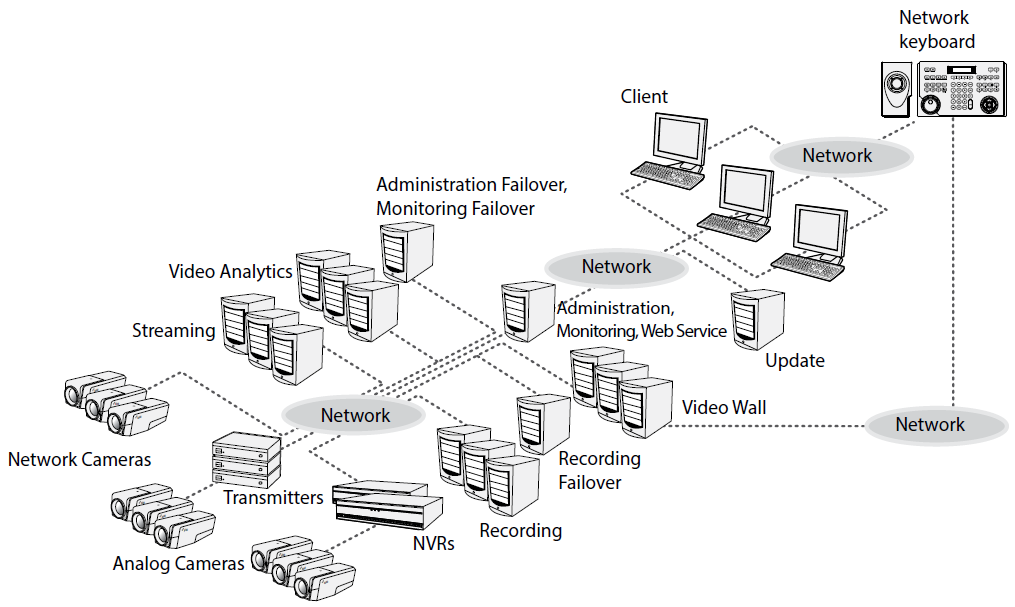 Network
keyboard
Client
Network
Administration Failover,
Monitoring Failover
Video Analytics
Network
Administration,
Monitoring, Web Service
Streaming
Update
Video Wall
Network
Network
Network Cameras
Recording
Failover
Transmitters
Recording
NVRs
Analog Cameras